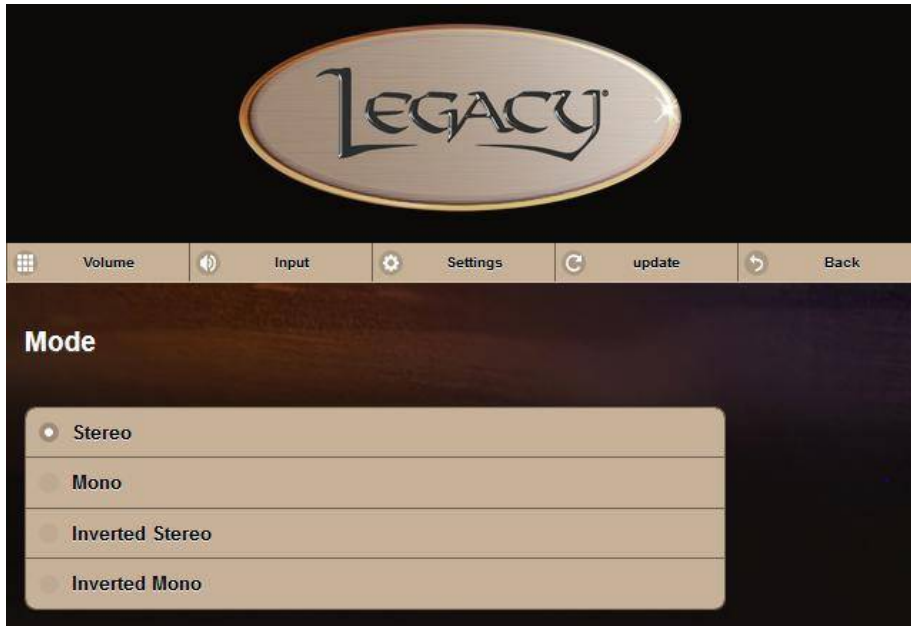 LEGACY®
Volume Input Settings update Back
Mode
Stereo
Mono
Inverted Stereo
Inverted Mono